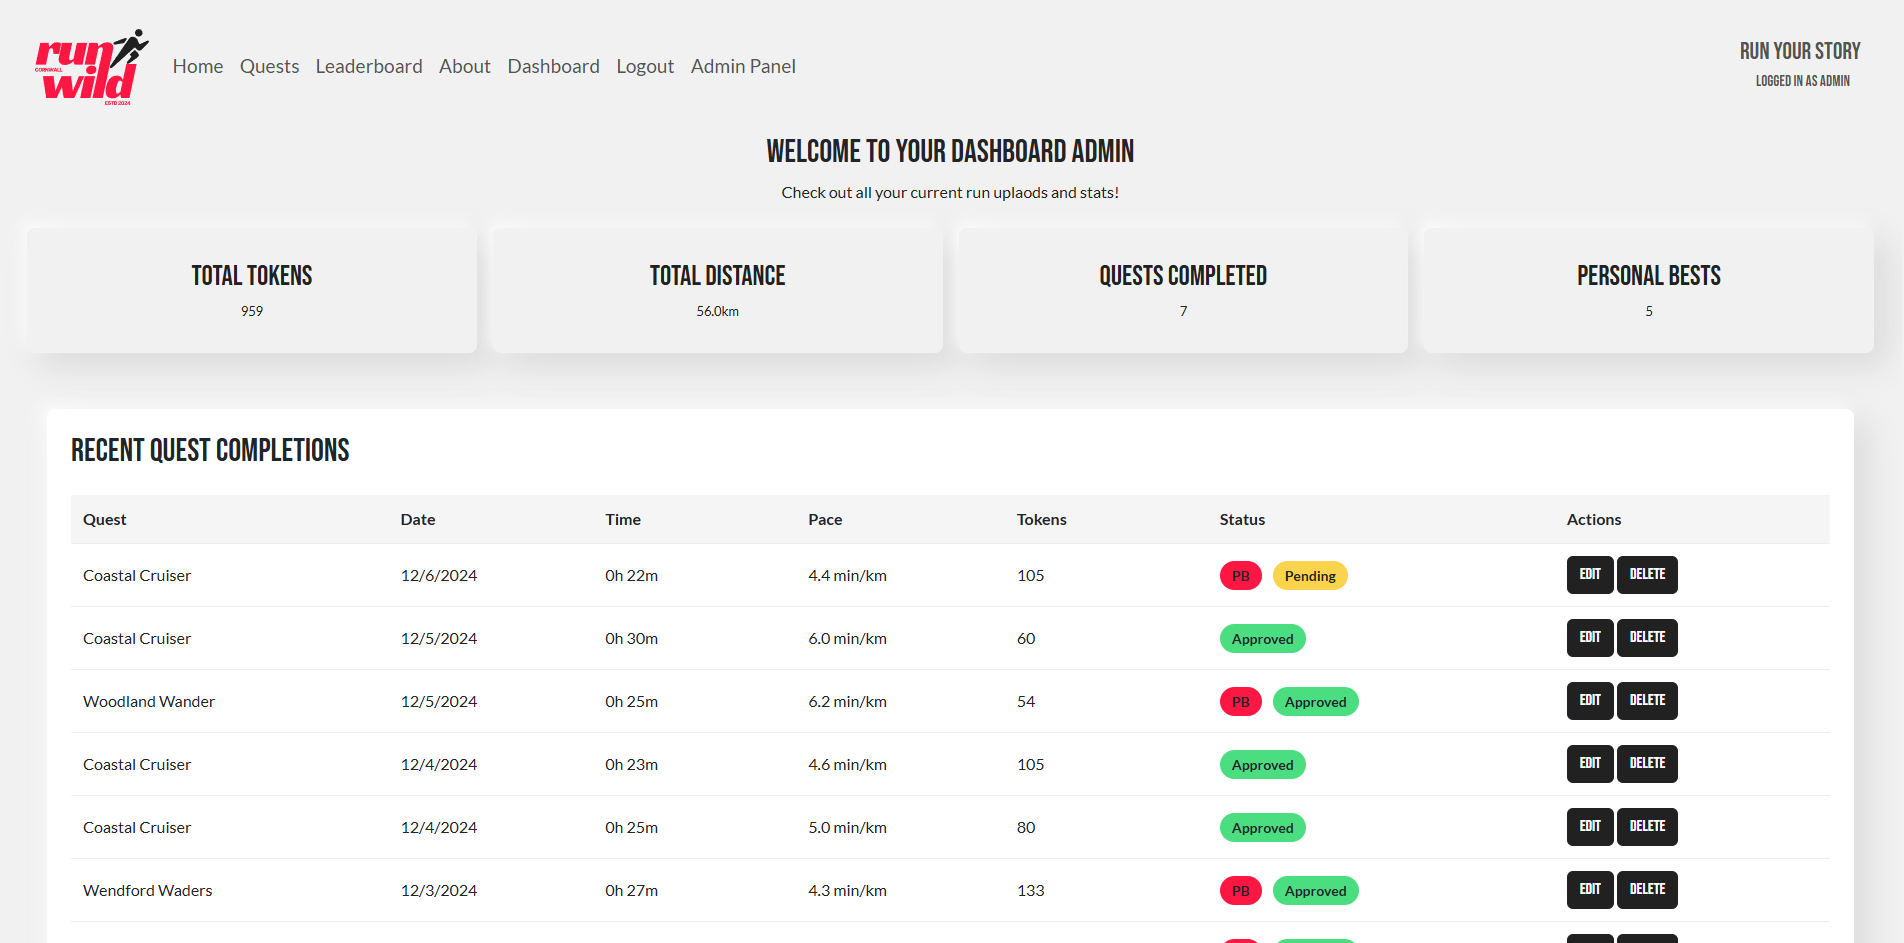 run
CORNWALL
wild
ESTD 2024
Home Quests Leaderboard About Dashboard Logout Admin Panel
RUN YOUR STORY
LOGGED IN AS ADMIN
WELCOME TO YOUR DASHBOARD ADMIN
Check out all your current run uplaods and stats!
TOTAL TOKENS
959
TOTAL DISTANCE
56.0km
QUESTS COMPLETED
7
PERSONAL BESTS
5
RECENT QUEST COMPLETIONS
Quest Date Time Pace Tokens Status Actions
Coastal Cruiser 12/6/2024 0h 22m 4.4 min/km 105 PB Pending EDIT DELETE
Coastal Cruiser 12/5/2024 0h 30m 6.0 min/km 60 Approved EDIT DELETE
Woodland Wander 12/5/2024 0h 25m 6.2 min/km 54 PB Approved EDIT DELETE
Coastal Cruiser 12/4/2024 0h 23m 4.6 min/km 105 Approved EDIT DELETE
Coastal Cruiser 12/4/2024 0h 25m 5.0 min/km 80 Approved EDIT DELETE
Wendford Waders 12/3/2024 0h 27m 4.3 min/km 133 PB Approved EDIT DELETE